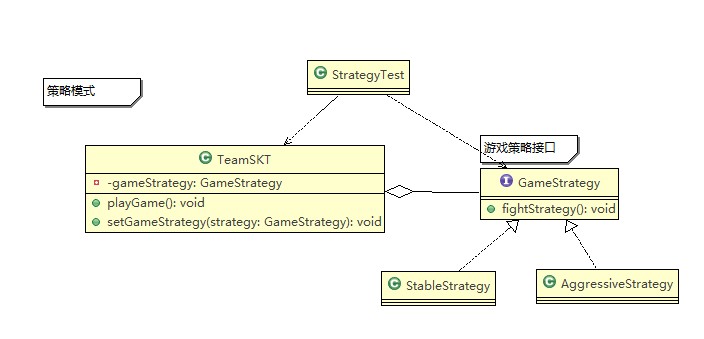 StrategyTest
策略模式
游戏策略接口
TeamSKT
-gameStrategy: GameStrategy
playGame(): void
setGameStrategy(strategy: GameStrategy): void
GameStrategy
fightStrategy(): void
StableStrategy
AggressiveStrategy